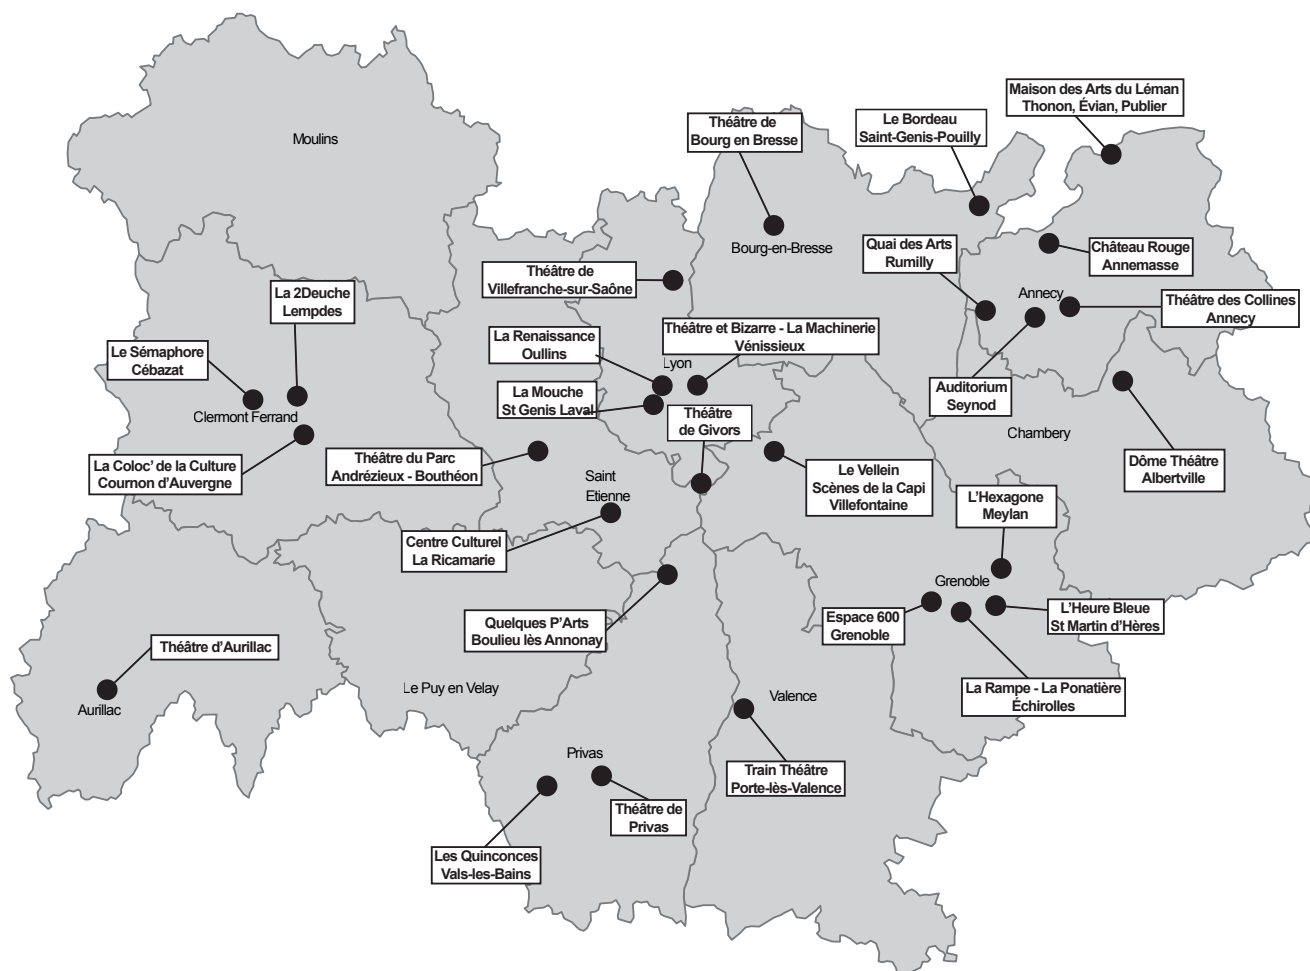 Maison des Arts du Léman
Thonon, Évian, Publier
Le Bordeau
Saint-Genis-Pouilly
Théâtre de
Bourg en Bresse
Moulins
Quai des Arts
Rumilly
Château Rouge
Annemasse
Bourg-en-Bresse
Théâtre de
Villefranche-sur-Saône
La 2Deuche
Lempdes
Annecy
Théâtre des Collines
Annecy
Théâtre et Bizarre - La Machinerie
Vénissieux
La Renaissance
Oullins
Le Sémaphore
Cébazat
Lyon
La Mouche
St Genis Laval
Auditorium
Seynod
Clermont Ferrand
Théâtre
de Givors
Chambery
La Coloc' de la Culture
Cournon d'Auvergne
Théâtre du Parc
Andrézieux - Bouthéon
Saint
Etienne
Le Vellein
Scènes de la Capi
Villefontaine
Dôme Théâtre
Albertville
L'Hexagone
Meylan
Centre Culturel
La Ricamarie
Grenoble
Quelques P'Arts
Boulieu lès Annonay
Espace 600
Grenoble
L'Heure Bleue
St Martin d'Hères
Théâtre d'Aurillac
Le Puy en Velay
Valence
La Rampe - La Ponatière
Échirolles
Aurillac
Privas
Train Théâtre
Porte-lès-Valence
Théâtre de
Privas
Les Quinconces
Vals-les-Bains